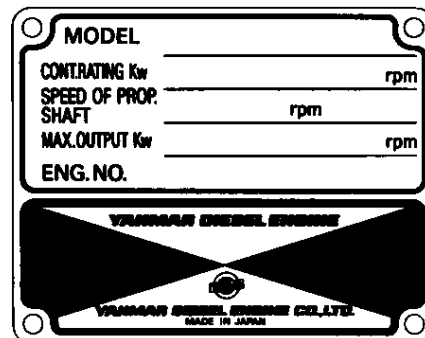 MODEL
CONT.RATING Kw rpm
SPEED OF PROP.
SHAFT rpm
MAX.OUTPUT Kw rpm
ENG.NO.
YANMAR DIESEL ENGINE
YANMAR DIESEL ENGINE CO.,LTD.
MADE IN JAPAN